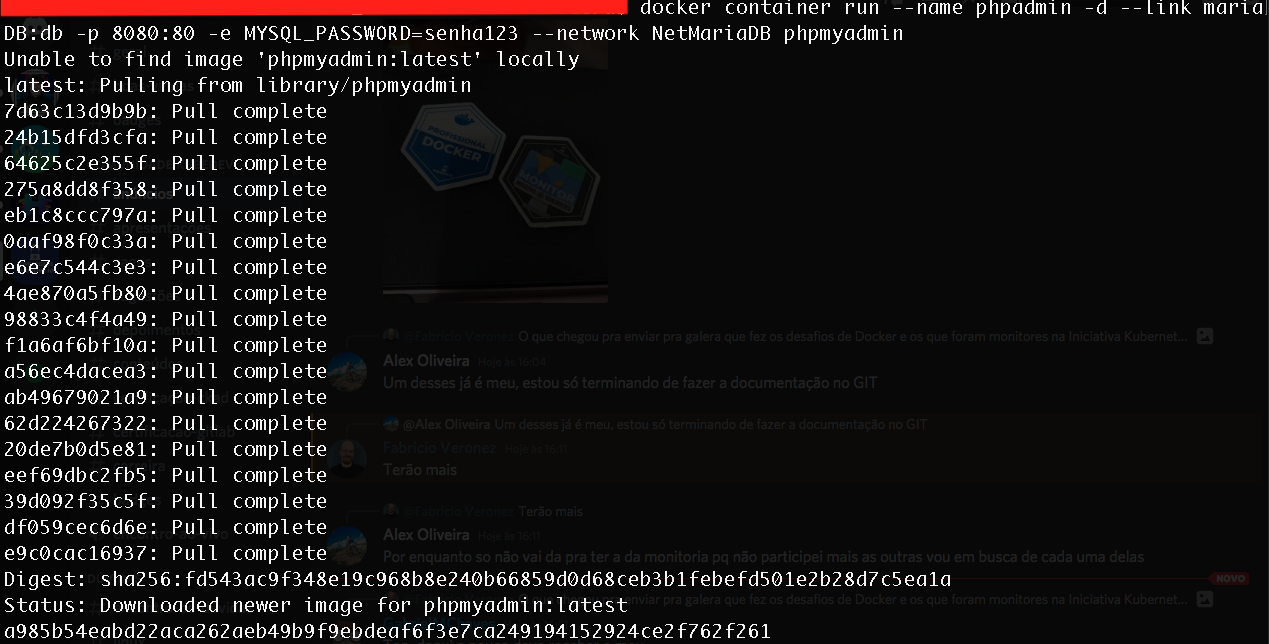 docker container run --name phpadmin -d --link maria
DB:db -p 8080:80 -e MYSQL_PASSWORD=senha123 --network NetMariaDB phpmyadmin
Unable to find image 'phpmyadmin:latest' locally
latest: Pulling from library/phpmyadmin
7d63c13d9b9b: Pull complete
24b15dfd3cfa: Pull complete
64625c2e355f: Pull complete
275a8dd8f358: Pull complete
eb1c8ccc797a: Pull complete
0aaf98f0c33a: Pull complete
e6e7c544c3e3: Pull complete
4ae870a5fb80: Pull complete
98833c4f4a49: Pull complete
f1a6af6bf10a: Pull complete
a56ec4dacea3: Pull complete
ab49679021a9: Pull complete
62d224267322: Pull complete
20de7b0d5e81: Pull complete
eef69dbc2fb5: Pull complete
39d092f35c5f: Pull complete
df059cec6d6e: Pull complete
e9c0cac16937: Pull complete
Digest: sha256:fd543ac9f348e19c968b8e240b66859d0d68ceb3b1febefd501e2b28d7c5ea1a
Status: Downloaded newer image for phpmyadmin:latest
a985b54eabd22aca262aeb49b9f9ebdeaf6f3e7ca249194152924ce2f762f261
PROFESSIONAL
DOCKER
MONITOR
anúncios
apresentações
@Fabricio Veronez O que chegou pra enviar pra galera que fez os desafios de Docker e os que foram monitores na Iniciativa Kubernet...
Alex Oliveira Hoje às 16:04
Um desses já é meu, estou só terminando de fazer a documentação no GIT
@Alex Oliveira Um desses já é meu, estou só terminando de fazer a documentação no GIT
Fabricio Veronez Hoje às 16:11
Terão mais
@Fabricio Veronez Terão mais
Alex Oliveira Hoje às 16:11
Por enquanto so não vai da pra ter a da monitoria pq não participei mais as outras vou em busca de cada uma delas
NOVO
pra enviar pra galera que fez os desafios de Docker e os que foram monitores na Iniciativa Kubernet...